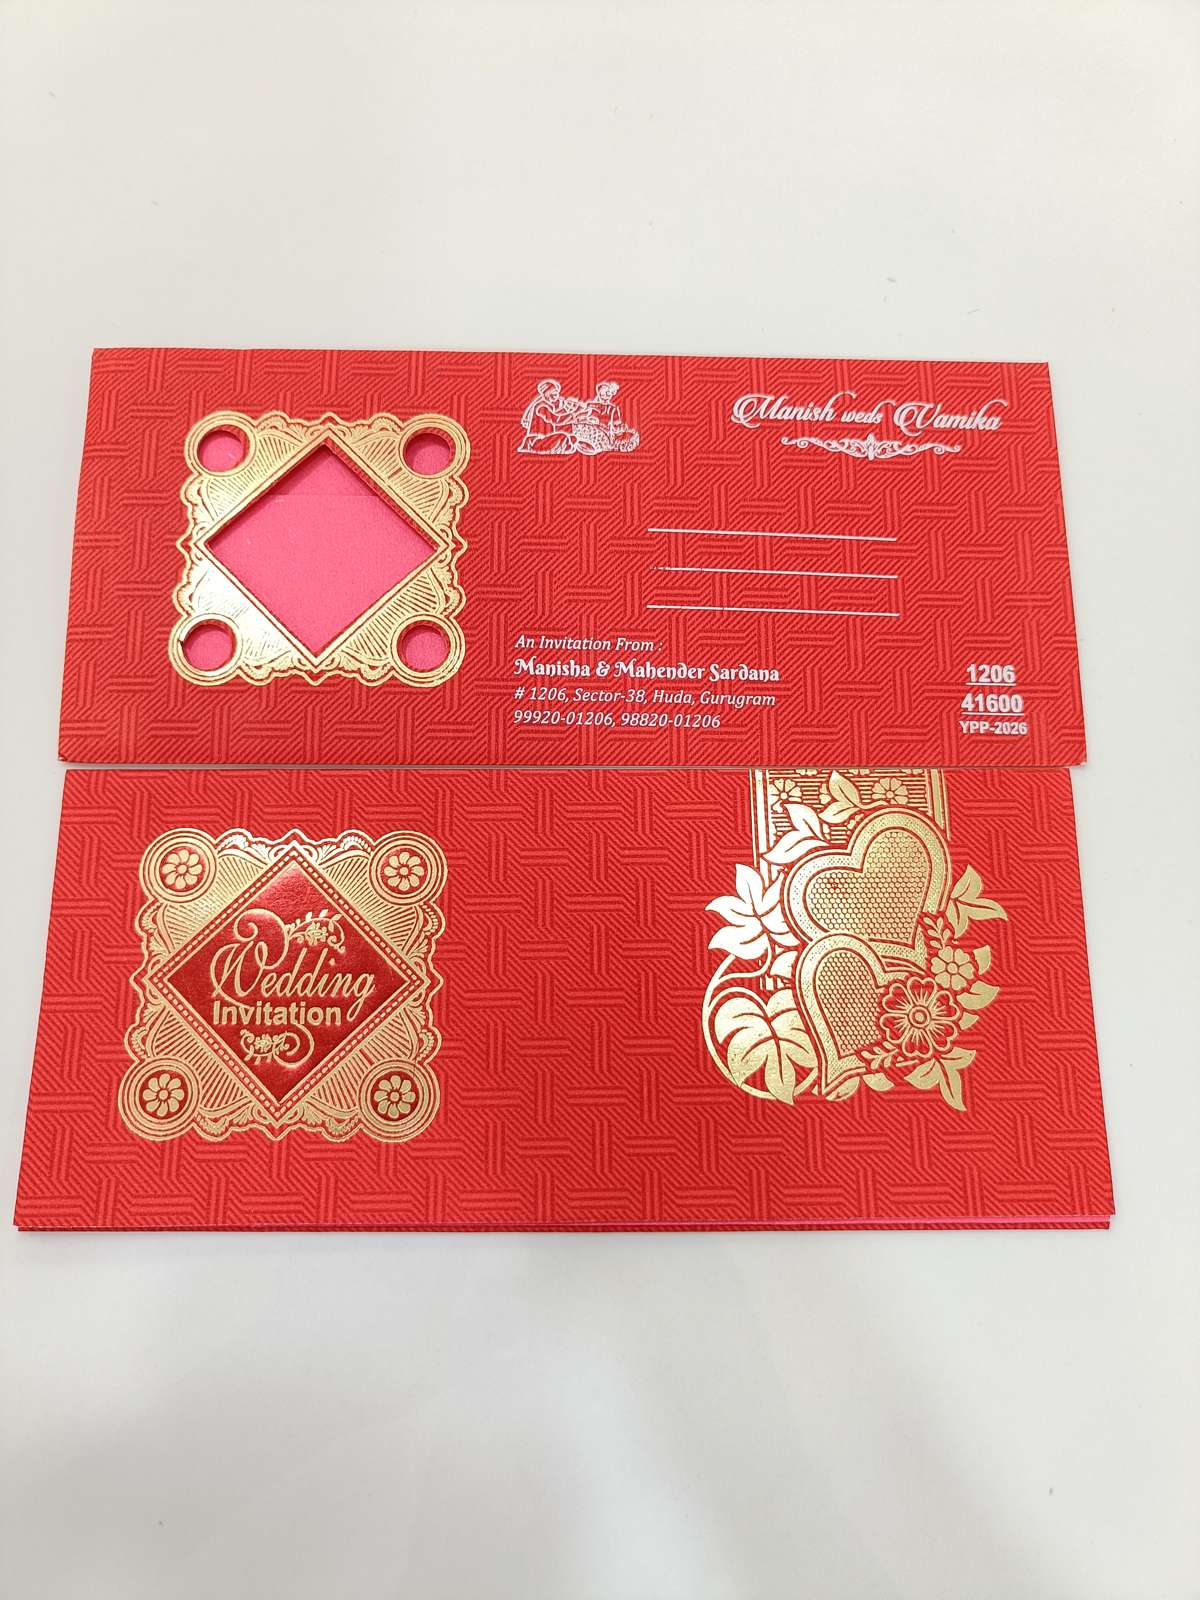 Manish weds Vamika
An Invitation From :
Manisha & Mahender Sardana
# 1206, Sector-38, Huda, Gurugram
99920-01206, 98820-01206
1206
41600
YPP-2026
Wedding
Invitation